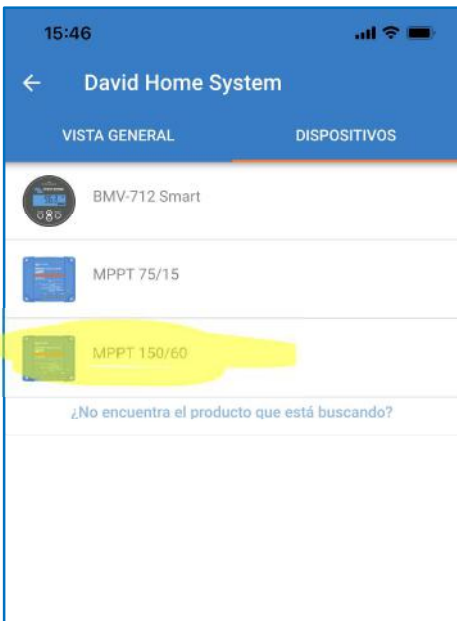 15:46
David Home System
VISTA GENERAL
DISPOSITIVOS
BMV-712 Smart
MPPT 75/15
MPPT 150/60
¿No encuentra el producto que está buscando?